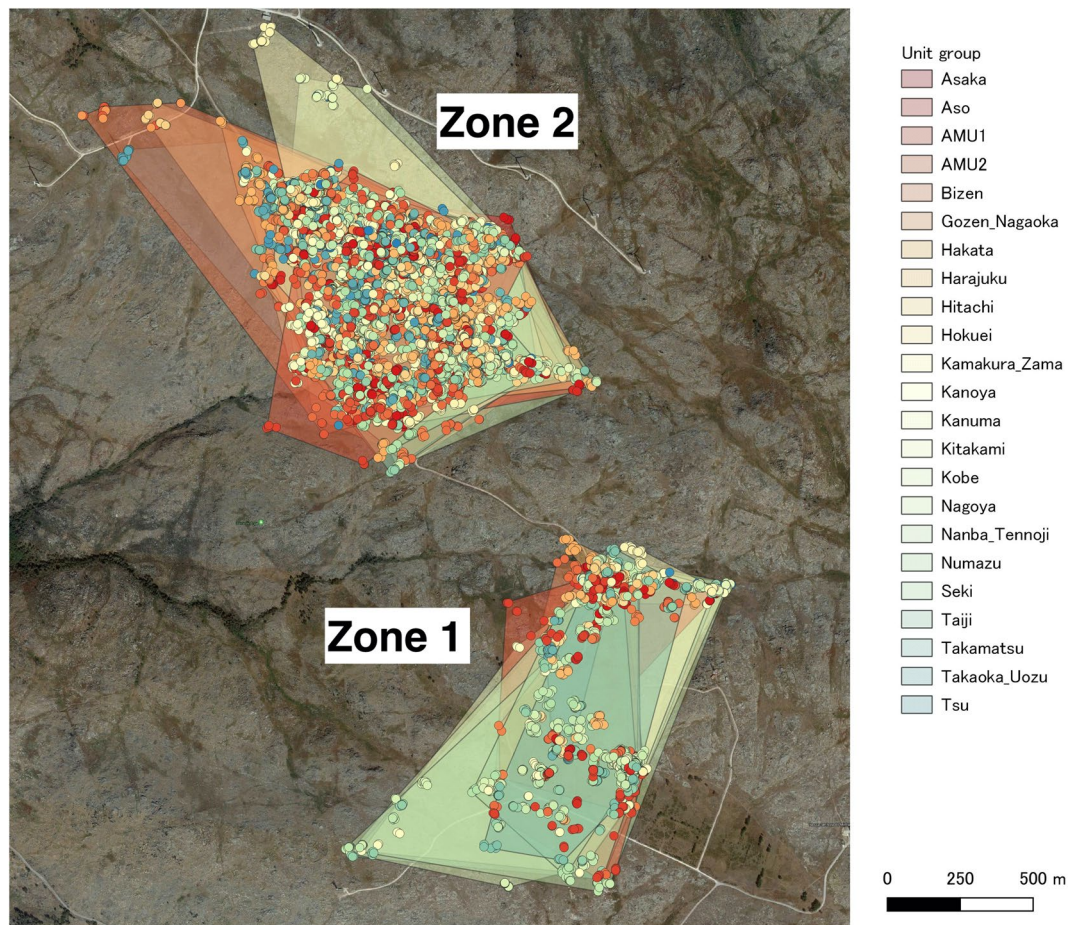 Zone 2
Zone 1
Unit group
Asaka
Aso
AMU1
AMU2
Bizen
Gozen_Nagaoka
Hakata
Harajuku
Hitachi
Hokuei
Kamakura_Zama
Kanoya
Kanuma
Kitakami
Kobe
Nagoya
Nanba_Tennoji
Numazu
Seki
Taiji
Takamatsu
Takaoka_Uozu
Tsu
0 250 500 m